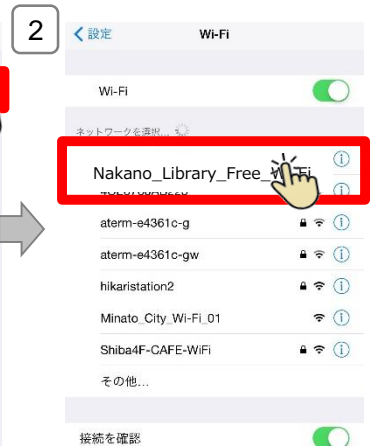 2
設定
Wi-Fi
Wi-Fi
ネットワークを選択...
Nakano_Library_Free_Wi-Fi
aterm-e4361c-g
aterm-e4361c-gw
hikaristation2
Minato_City_Wi-Fi_01
Shiba4F-CAFE-WiFi
その他...
接続を確認